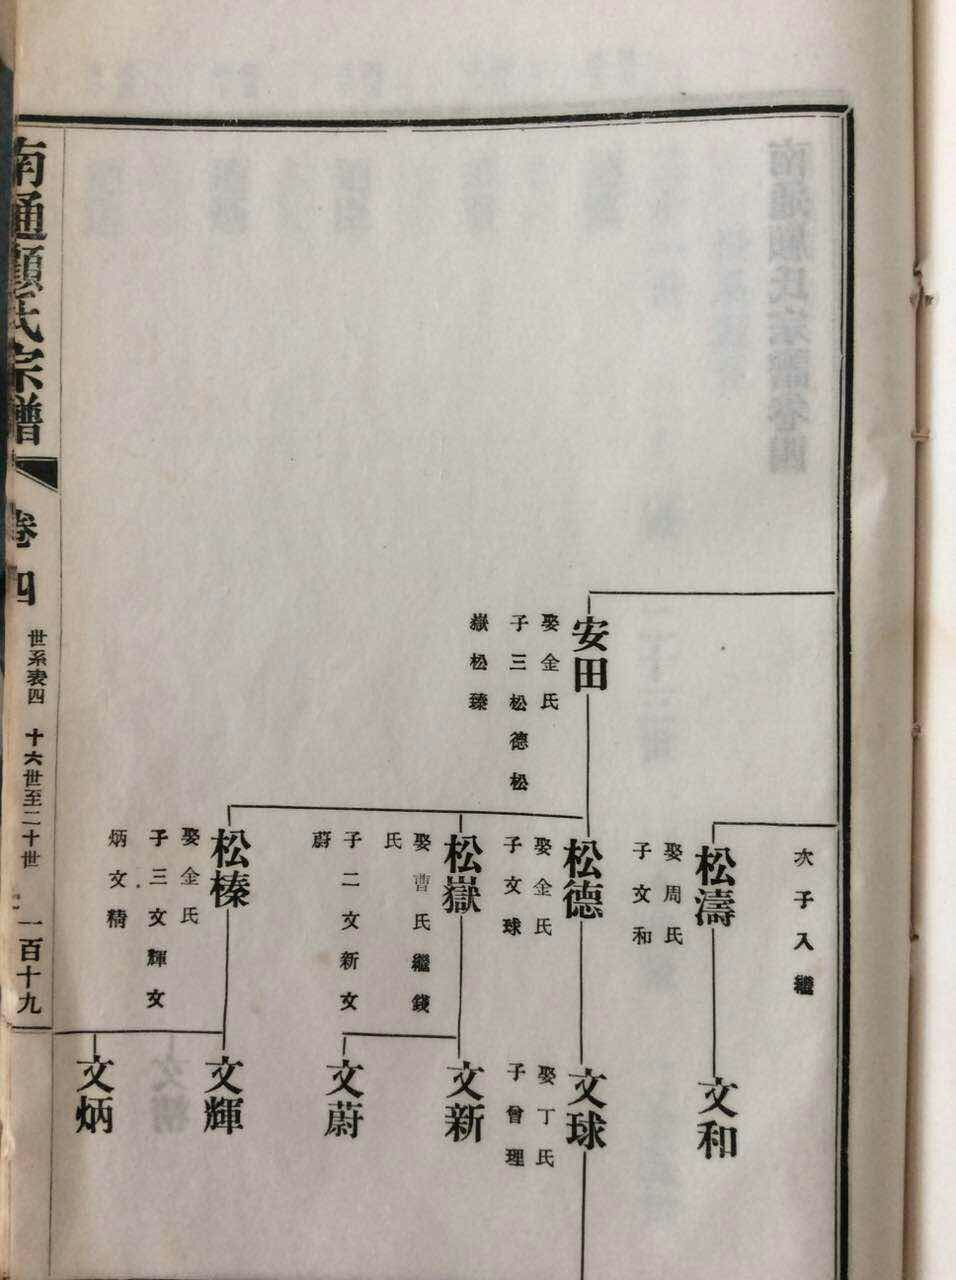 次子入繼
松濤
娶周氏
子文和
文和
安田
娶金氏
子三松德松
嶽松臻
松德
娶金氏
子文球
文球
娶丁氏
子曾理
松嶽
娶曹氏繼錢
氏
子二文新文
蔚
文新
文蔚
松榛
娶金氏
子三文輝文
炳文精
文輝
文炳
南通顧氏宗譜
卷四
世系表四 十六世至二十世
一百十九